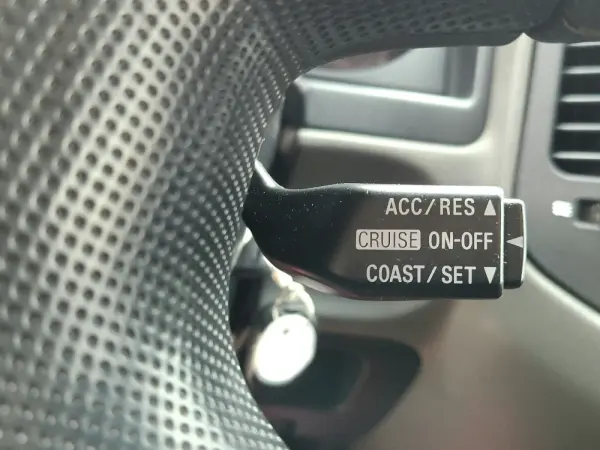 ACC/RES ▲
CRUISE ON-OFF ◀
COAST/SET ▼